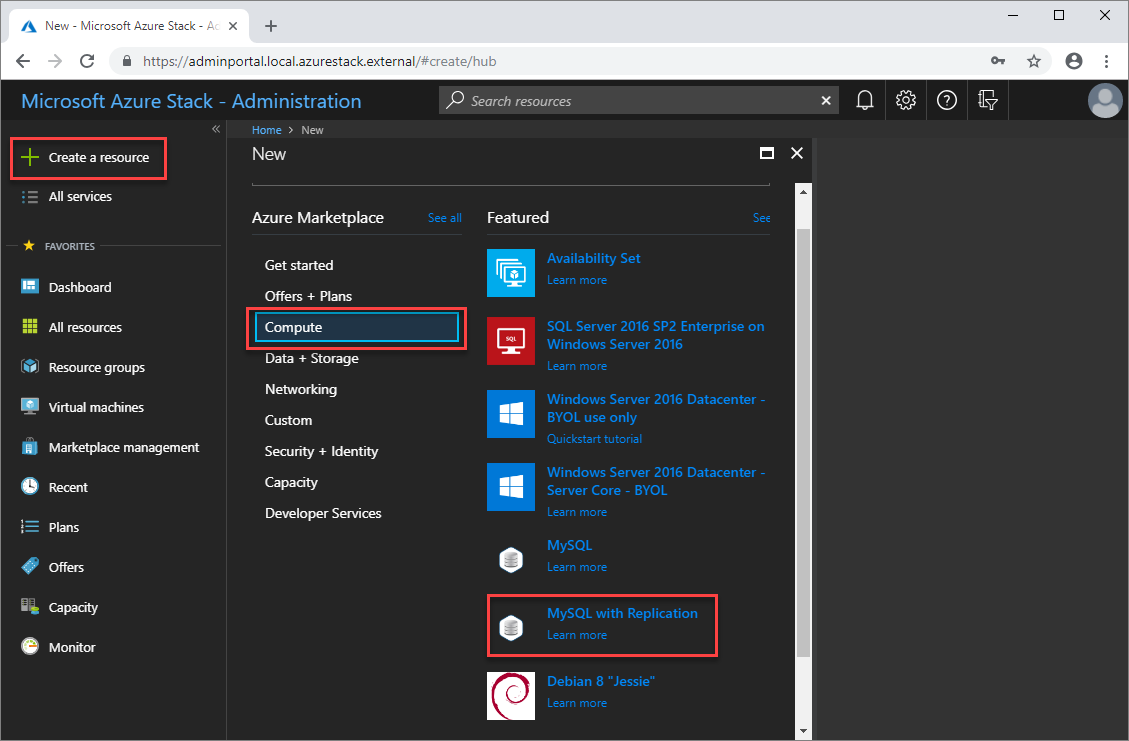 New - Microsoft Azure Stack - Ac
https://adminportal.local.azurestack.external/#create/hub
Microsoft Azure Stack - Administration
Search resources
Create a resource
All services
FAVORITES
Dashboard
All resources
Resource groups
Virtual machines
Marketplace management
Recent
Plans
Offers
Capacity
Monitor
Home > New
New
Azure Marketplace
See all
Get started
Offers + Plans
Compute
Data + Storage
Networking
Custom
Security + Identity
Capacity
Developer Services
Featured
See
Availability Set
Learn more
SQL
SQL Server 2016 SP2 Enterprise on
Windows Server 2016
Learn more
Windows Server 2016 Datacenter -
BYOL use only
Quickstart tutorial
Windows Server 2016 Datacenter -
Server Core - BYOL
Learn more
MySQL
Learn more
MySQL with Replication
Learn more
Debian 8 "Jessie"
Learn more